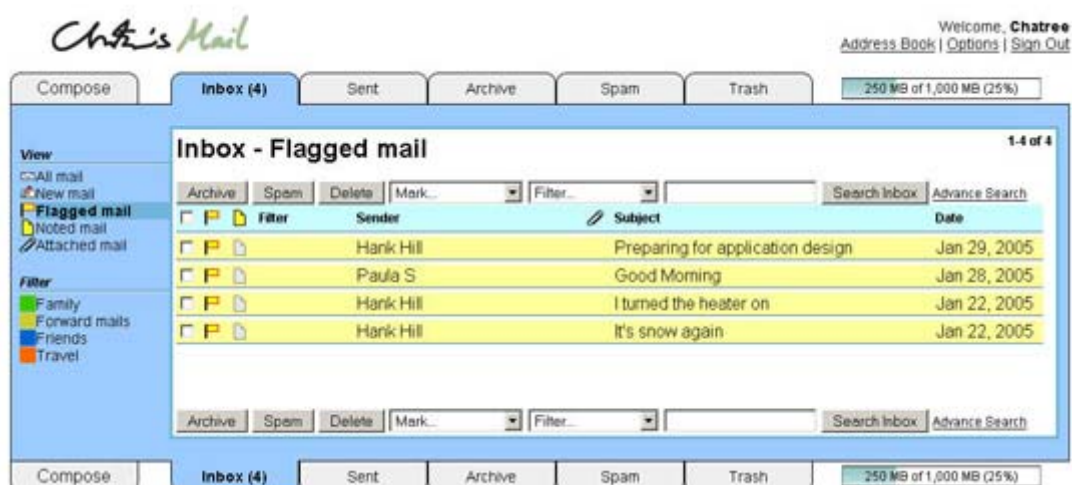 Chtr's Mail
Welcome, Chatree
Address Book | Options | Sign Out
Compose Inbox (4) Sent Archive Spam Trash 250 MB of 1,000 MB (25%)
Inbox - Flagged mail 1-4 of 4
View
All mail
New mail
Flagged mail
Noted mail
Attached mail
Filter
Family
Forward mails
Friends
Travel
Archive Spam Delete Mark... Filter... Search Inbox Advance Search
Filter Sender Subject Date
Hank Hill Preparing for application design Jan 29, 2005
Paula S Good Morning Jan 28, 2005
Hank Hill I turned the heater on Jan 22, 2005
Hank Hill It's snow again Jan 22, 2005
Archive Spam Delete Mark... Filter... Search Inbox Advance Search
Compose Inbox (4) Sent Archive Spam Trash 250 MB of 1,000 MB (25%)